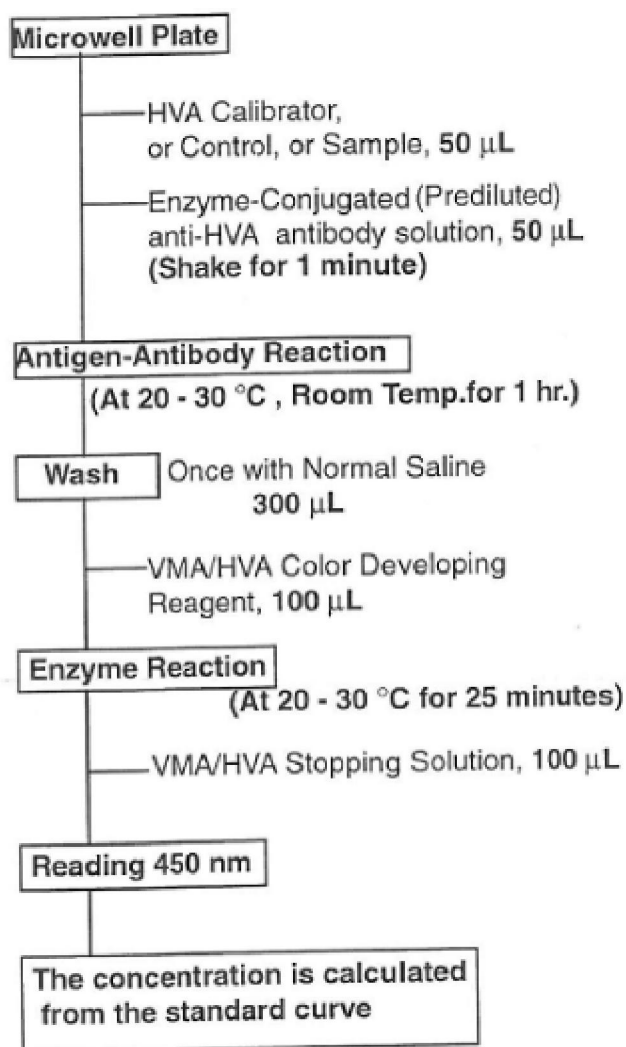 Microwell Plate
HVA Calibrator,
or Control, or Sample, 50 μL
Enzyme-Conjugated (Prediluted)
anti-HVA antibody solution, 50 μL
(Shake for 1 minute)
Antigen-Antibody Reaction
(At 20 - 30 °C , Room Temp.for 1 hr.)
Wash Once with Normal Saline
300 μL
VMA/HVA Color Developing
Reagent, 100 μL
Enzyme Reaction
(At 20 - 30 °C for 25 minutes)
VMA/HVA Stopping Solution, 100 μL
Reading 450 nm
The concentration is calculated
from the standard curve